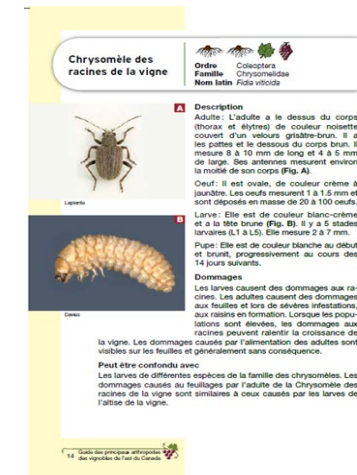 Chrysomèle des
racines de la vigne
Ordre Coleoptera
Famille Chrysomelidae
Nom latin Fidia viticida
A
Laplante
B
Caveau
Description
Adulte: L'adulte a le dessus du corps
(thorax et élytres) de couleur noisette
couvert d'un velours grisâtre-brun. Il a
les pattes et le dessous du corps brun. Il
mesure 8 à 10 mm de long et 4 à 5 mm
de large. Ses antennes mesurent environ
la moitié de son corps (Fig. A).
Oeuf: Il est ovale, de couleur crème à
jaunâtre. Les oeufs mesurent 1 à 1.5 mm et
sont déposés en masse de 20 à 100 oeufs.
Larve: Elle est de couleur blanc-crème
et a la tête brune (Fig. B). Il y a 5 stades
larvaires (L1 à L5). Elle mesure 2 à 7 mm.
Pupe: Elle est de couleur blanche au début
et brunit, progressivement au cours des
14 jours suivants.
Dommages
Les larves causent des dommages aux ra-
cines. Les adultes causent des dommages
aux feuilles et lors de sévères infestations,
aux raisins en formation. Lorsque les popu-
lations sont élevées, les dommages aux
racines peuvent ralentir la croissance de
la vigne. Les dommages causés par l'alimentation des adultes sont
visibles sur les feuilles et généralement sans conséquence.
Peut être confondu avec
Les larves de différentes espèces de la famille des chrysomèles. Les
dommages causés au feuillages par l'adulte de la Chrysomèle des
racines de la vigne sont similaires à ceux causés par les larves de
l'altise de la vigne.
14 Guide des principaux arthropodes
des vignobles de l'est du Canada